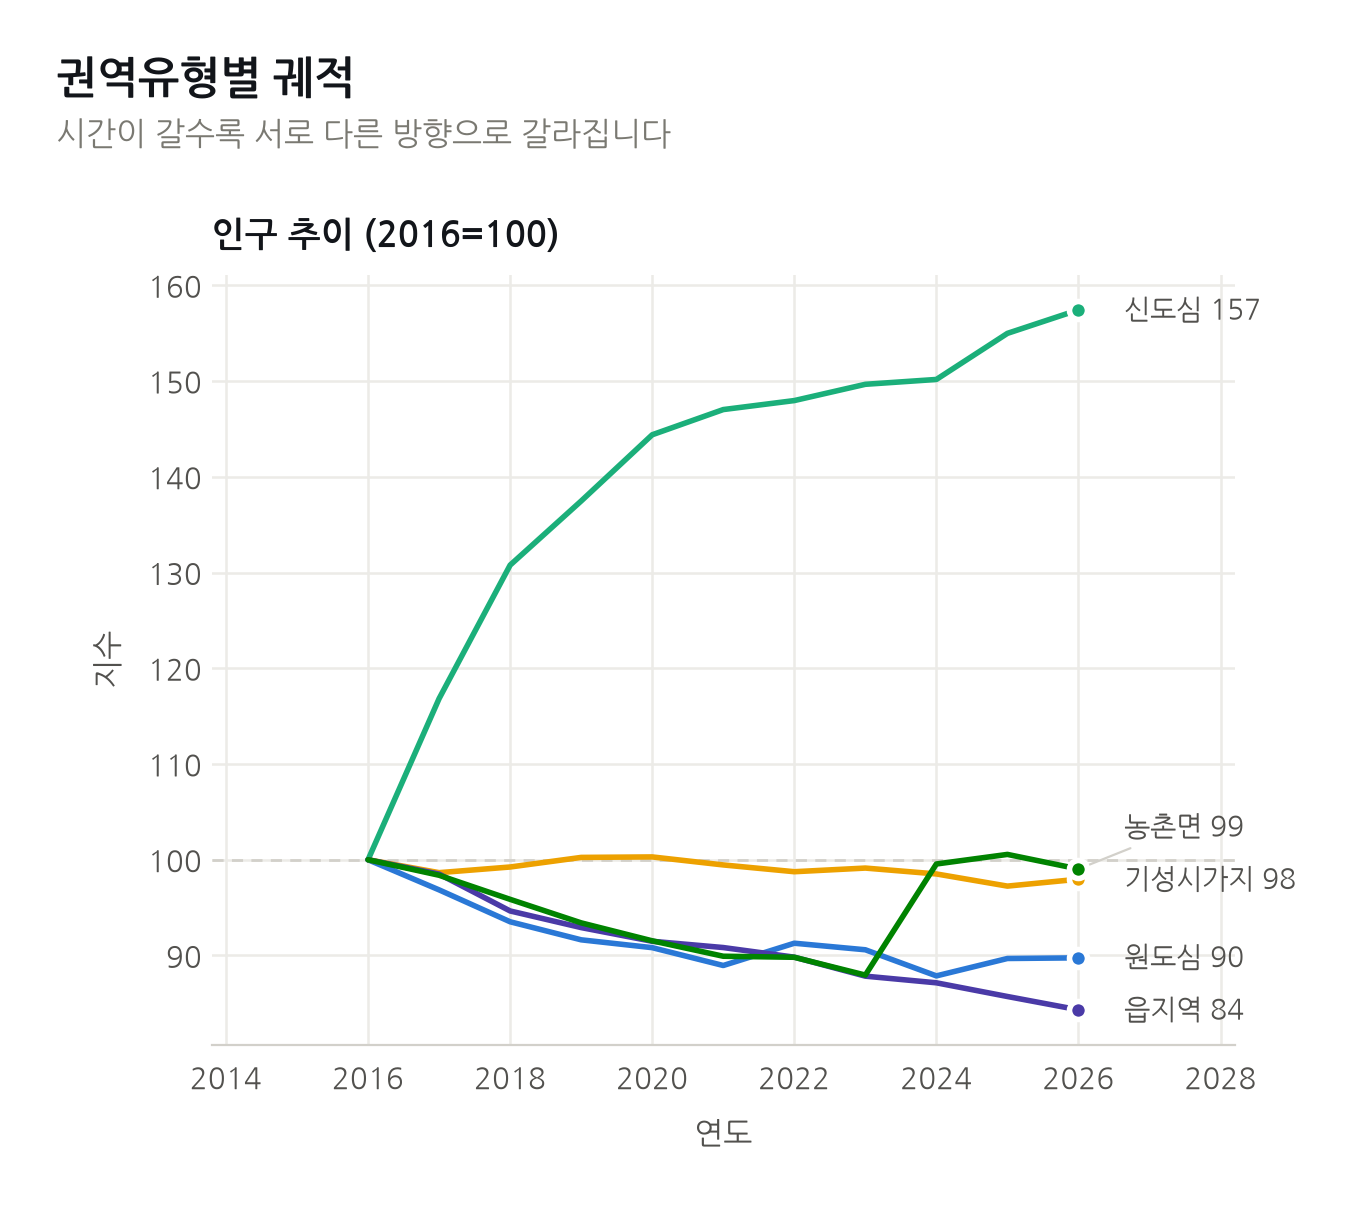 권역유형별 궤적
시간이 갈수록 서로 다른 방향으로 갈라집니다
인구 추이 (2016=100)
160
150
140
130
120
110
100
90
지수
신도심 157
농촌면 99
기성시가지 98
원도심 90
읍지역 84
2014 2016 2018 2020 2022 2024 2026 2028
연도